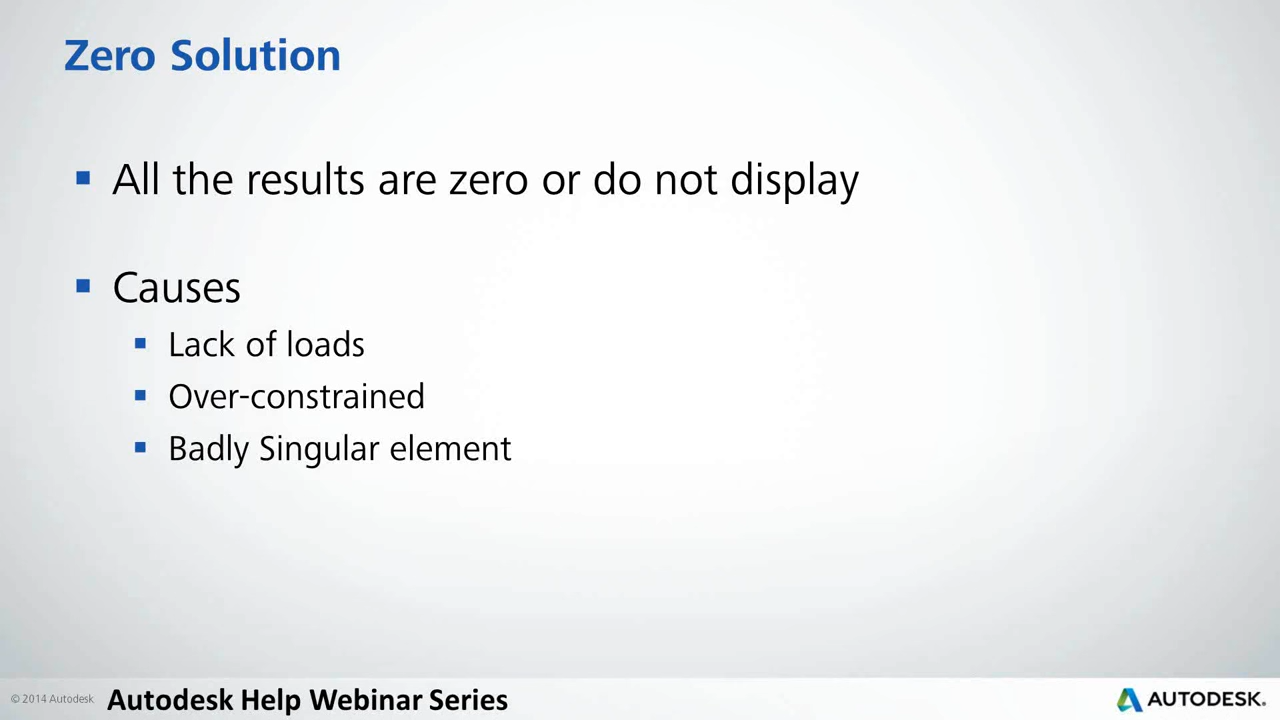 Zero Solution
All the results are zero or do not display
Causes
Lack of loads
Over-constrained
Badly Singular element
© 2014 Autodesk
Autodesk Help Webinar Series
AUTODESK.